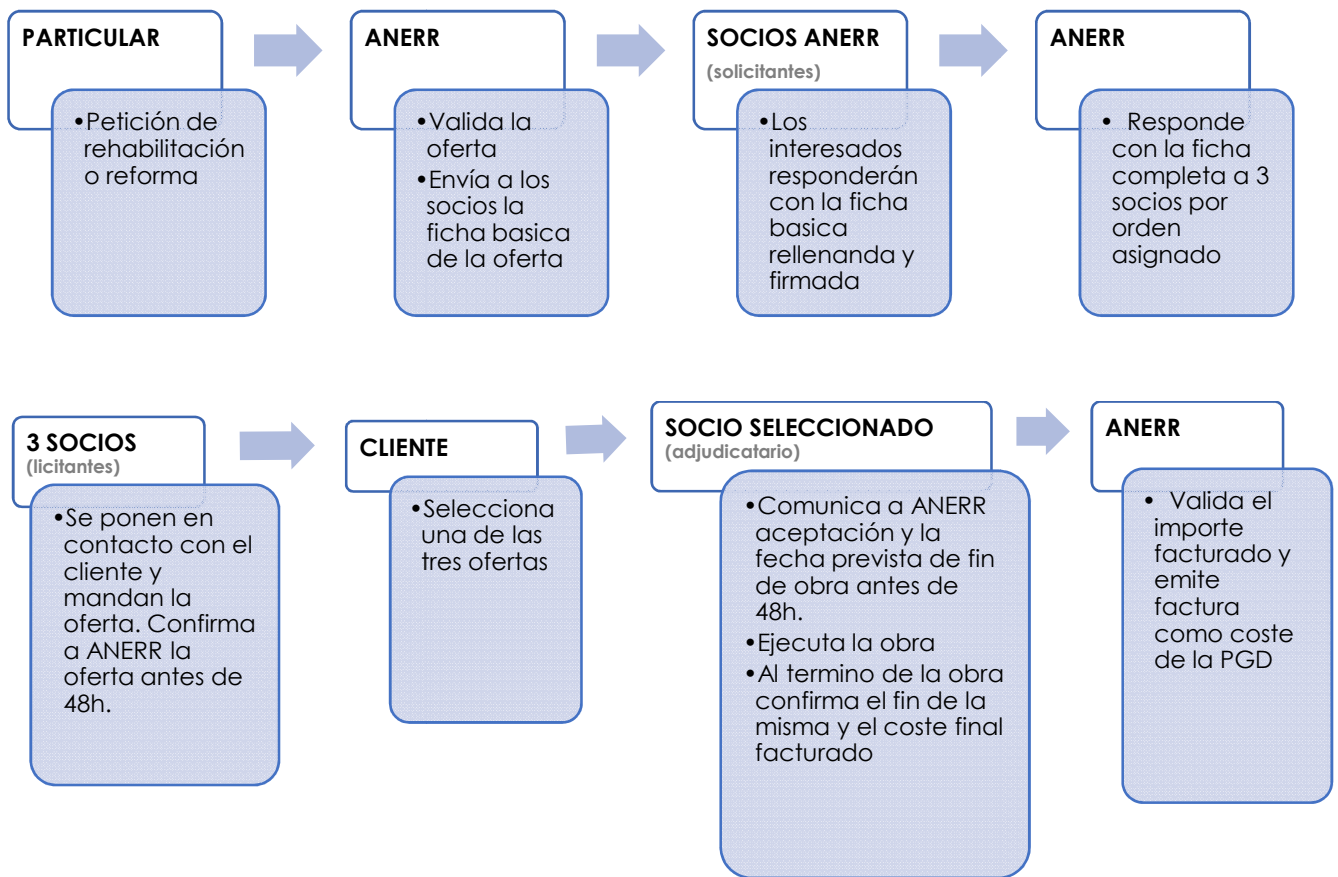 PARTICULAR
•Petición de
rehabilitación
o reforma
ANERR
•Valida la
oferta
•Envía a los
socios la
ficha basica
de la oferta
SOCIOS ANERR
(solicitantes)
•Los
interesados
responderán
con la ficha
basica
rellenanda y
firmada
ANERR
• Responde
con la ficha
completa a 3
socios por
orden
asignado
3 SOCIOS
(licitantes)
•Se ponen en
contacto con el
cliente y
mandan la
oferta. Confirma
a ANERR la
oferta antes de
48h.
CLIENTE
•Selecciona
una de las
tres ofertas
SOCIO SELECCIONADO
(adjudicatario)
•Comunica a ANERR
aceptación y la
fecha prevista de fin
de obra antes de
48h.
•Ejecuta la obra
•Al termino de la obra
confirma el fin de la
misma y el coste final
facturado
ANERR
• Valida el
importe
facturado y
emite
factura
como coste
de la PGD